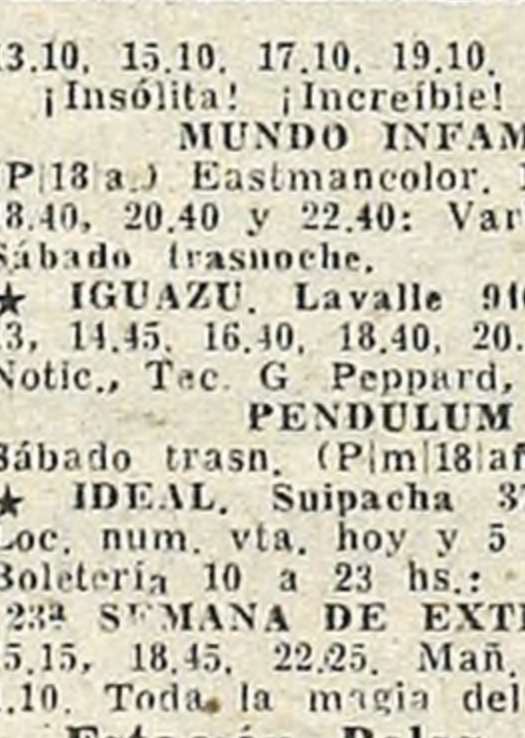 3.10. 15.10. 17.10. 19.10.
¡Insólita! ¡Increíble!
MUNDO INFAM
(P|18|a.) Eastmancolor.
8.40, 20.40 y 22.40: Var
Sábado trasnoche.
★ IGUAZU. Lavalle 940
3, 14.45, 16.40, 18.40, 20.
Notic., Tec. G Peppard,
PENDULUM
Sábado trasn. (P|m|18|añ
★ IDEAL. Suipacha 37
Loc. num. vta. hoy y 5
Boletería 10 a 23 hs.:
23ª SEMANA DE EXT
5.15, 18.45, 22.25. Mañ.
.10. Toda la magia del